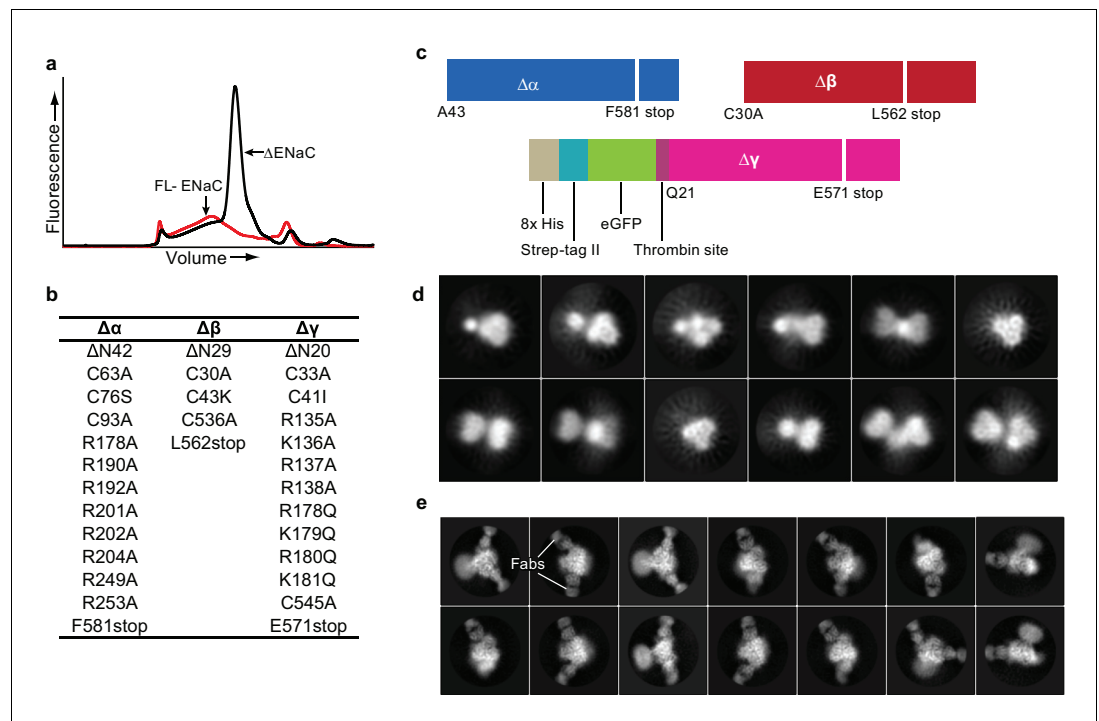 a
Fluorescence
ΔENaC
FL- ENaC
Volume
b
Δα Δβ Δγ
ΔN42 ΔN29 ΔN20
C63A C30A C33A
C76S C43K C41I
C93A C536A R135A
R178A L562stop K136A
R190A R137A
R192A R138A
R201A R178Q
R202A K179Q
R204A R180Q
R249A K181Q
R253A C545A
F581stop E571stop
c
Δα
A43 F581 stop
Δβ
C30A L562 stop
Δγ
Q21 E571 stop
8x His eGFP
Strep-tag II Thrombin site
d
e
Fabs